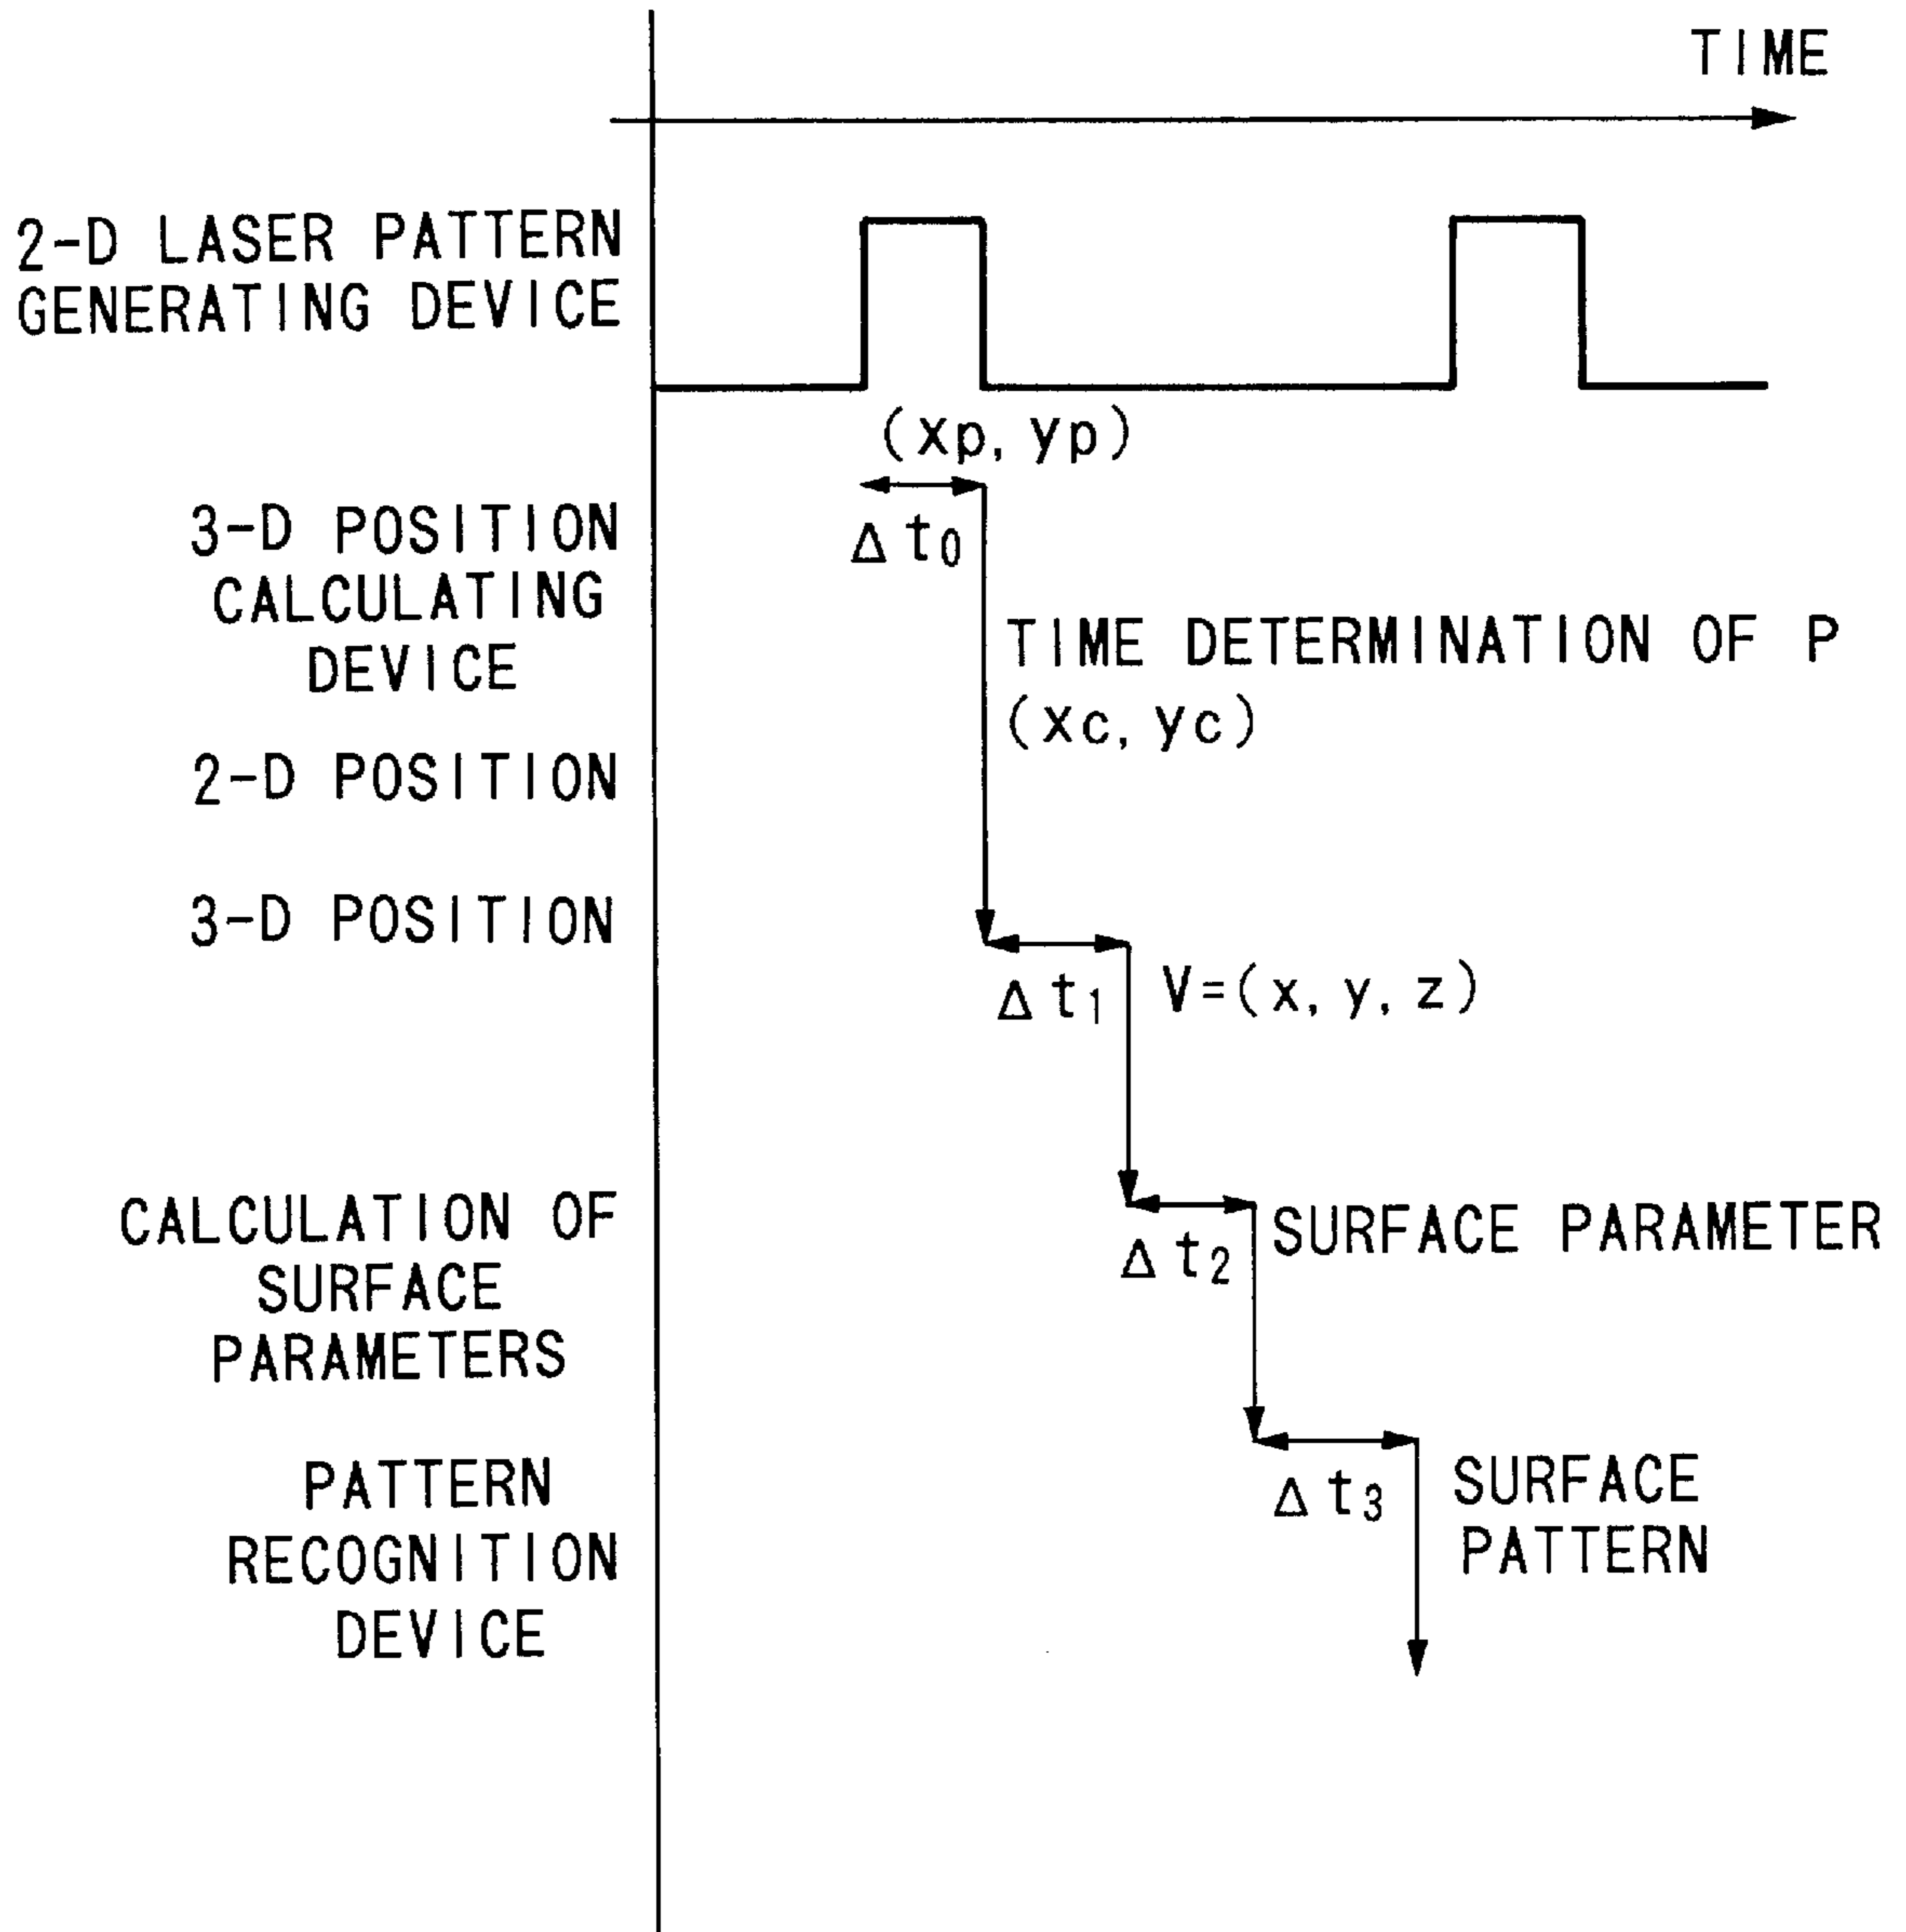 TIME
2-D LASER PATTERN
GENERATING DEVICE
(xp, yp)
Δt0
3-D POSITION
CALCULATING
DEVICE
TIME DETERMINATION OF P
(xc, yc)
2-D POSITION
3-D POSITION
Δt1
V=(x, y, z)
CALCULATION OF
SURFACE
PARAMETERS
Δt2
SURFACE PARAMETER
PATTERN
RECOGNITION
DEVICE
Δt3
SURFACE
PATTERN